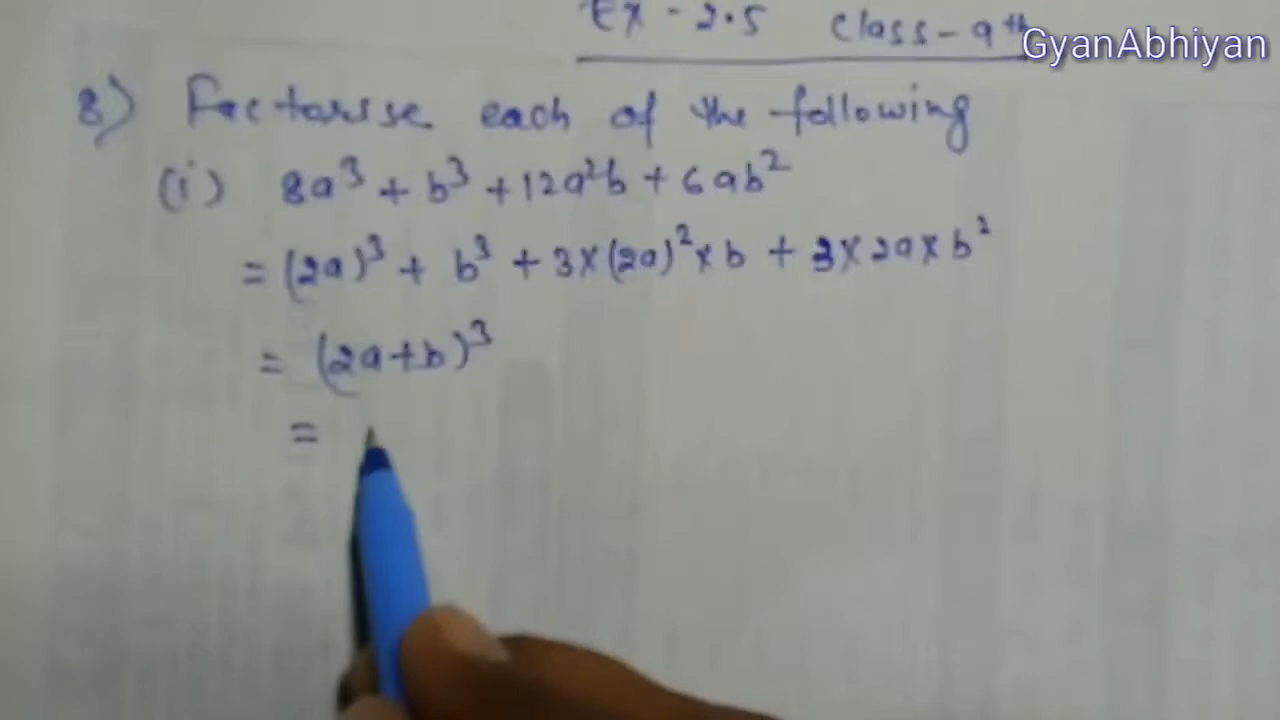 Ex - 2.5 Class - 9th
GyanAbhiyan
8) Factorise each of the following
(i) 8a³ + b³ + 12a²b + 6ab²
= (2a)³ + b³ + 3×(2a)²×b + 3×2a×b²
= (2a+b)³
=